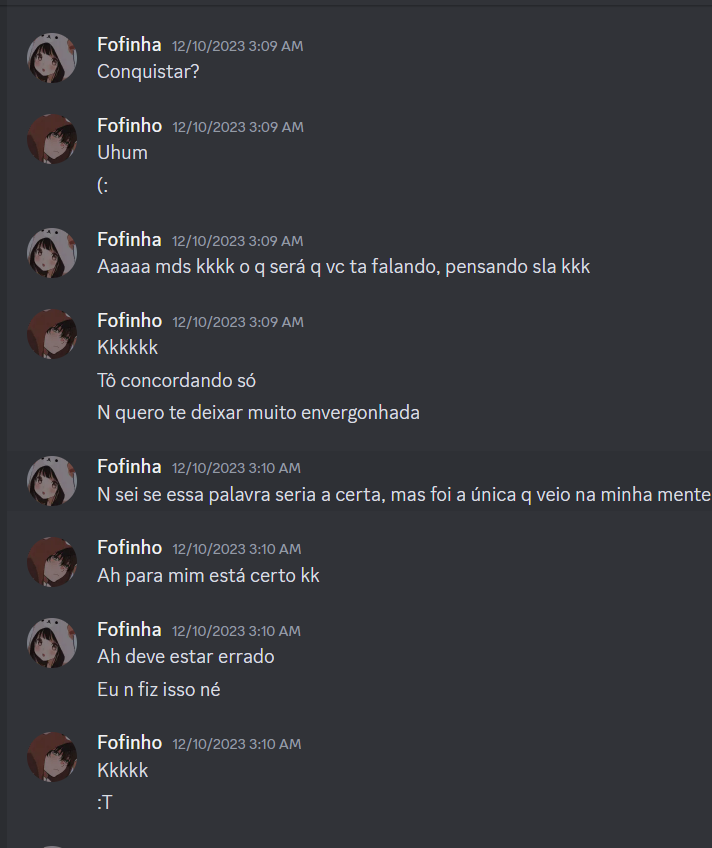 Fofinha 12/10/2023 3:09 AM
Conquistar?
Fofinho 12/10/2023 3:09 AM
Uhum
(:
Fofinha 12/10/2023 3:09 AM
Aaaaa mds kkkk o q será q vc ta falando, pensando sla kkk
Fofinho 12/10/2023 3:09 AM
Kkkkkk
Tô concordando só
N quero te deixar muito envergonhada
Fofinha 12/10/2023 3:10 AM
N sei se essa palavra seria a certa, mas foi a única q veio na minha mente
Fofinho 12/10/2023 3:10 AM
Ah para mim está certo kk
Fofinha 12/10/2023 3:10 AM
Ah deve estar errado
Eu n fiz isso né
Fofinho 12/10/2023 3:10 AM
Kkkkk
:T